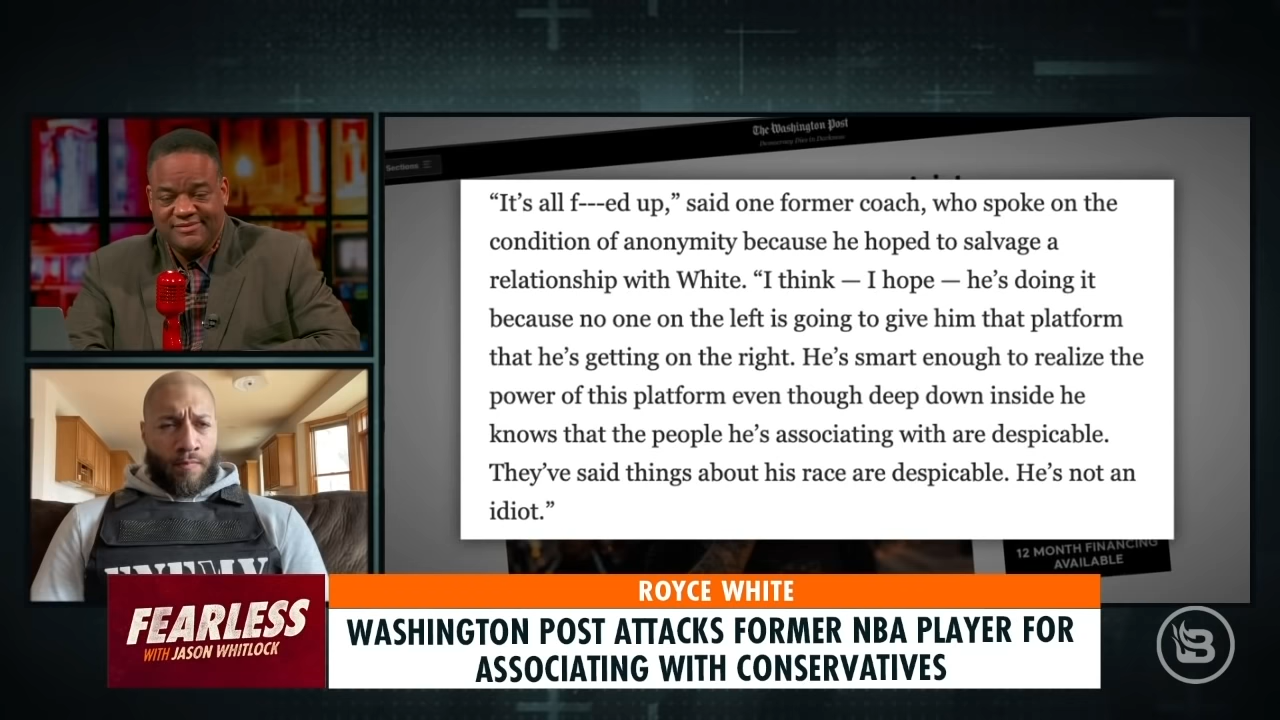 The Washington Post
Democracy Dies in Darkness
Sections
“It’s all f---ed up,” said one former coach, who spoke on the
condition of anonymity because he hoped to salvage a
relationship with White. “I think — I hope — he’s doing it
because no one on the left is going to give him that platform
that he’s getting on the right. He’s smart enough to realize the
power of this platform even though deep down inside he
knows that the people he’s associating with are despicable.
They’ve said things about his race are despicable. He’s not an
idiot.”
12 MONTH FINANCING
AVAILABLE
ENEMY
FEARLESS
WITH JASON WHITLOCK
ROYCE WHITE
WASHINGTON POST ATTACKS FORMER NBA PLAYER FOR
ASSOCIATING WITH CONSERVATIVES
B